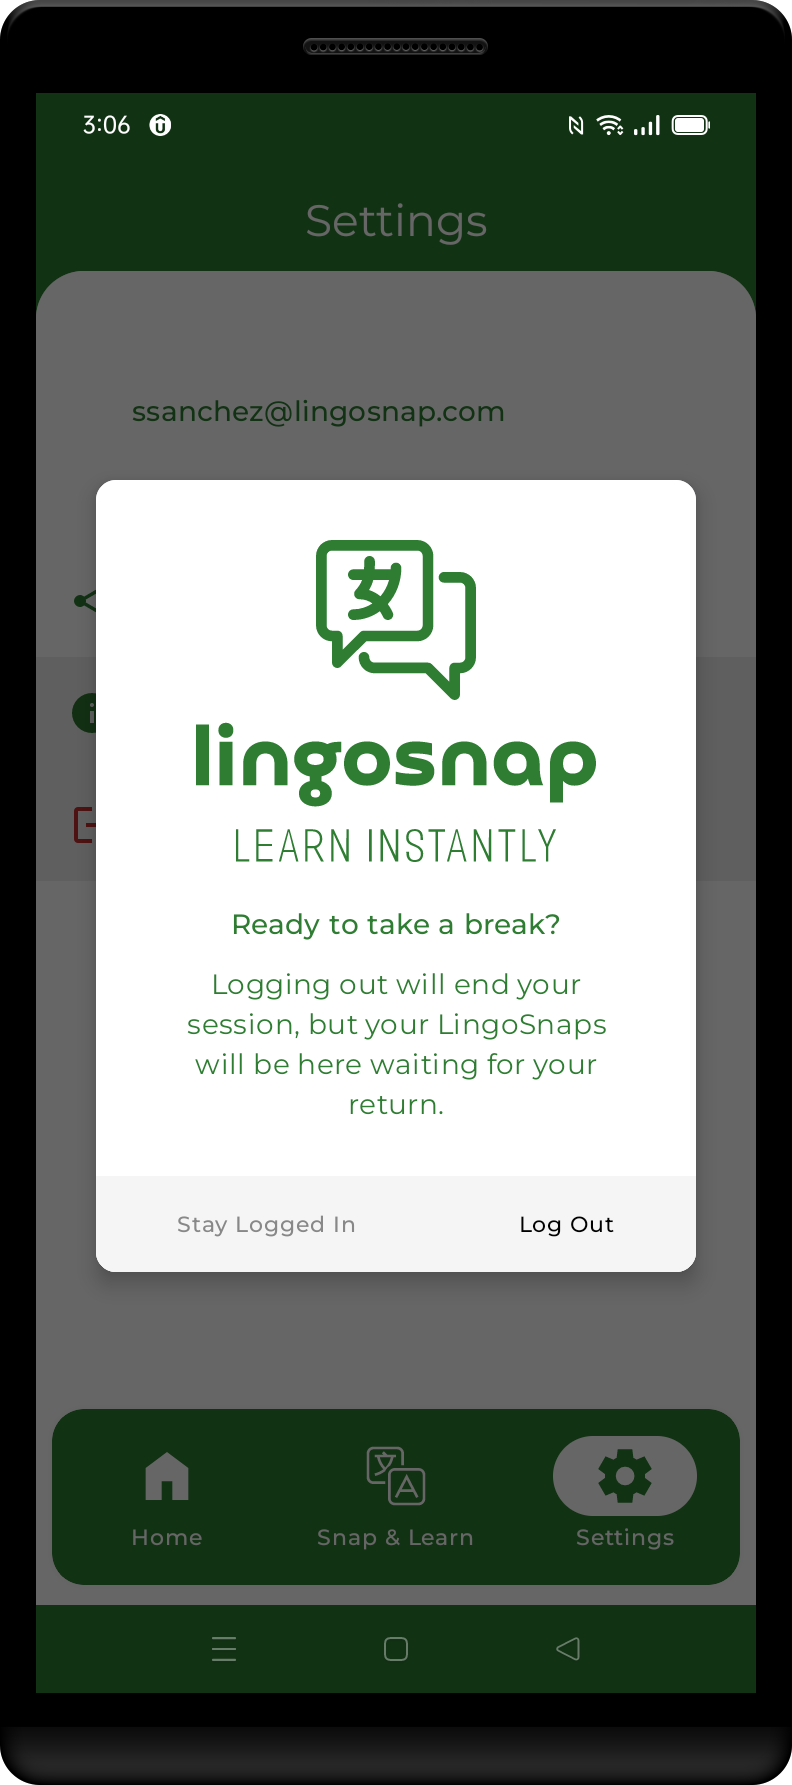 3:06
Settings
ssanchez@lingosnap.com
lingosnap
LEARN INSTANTLY
Ready to take a break?
Logging out will end your
session, but your LingoSnaps
will be here waiting for your
return.
Stay Logged In
Log Out
Home
Snap & Learn
Settings